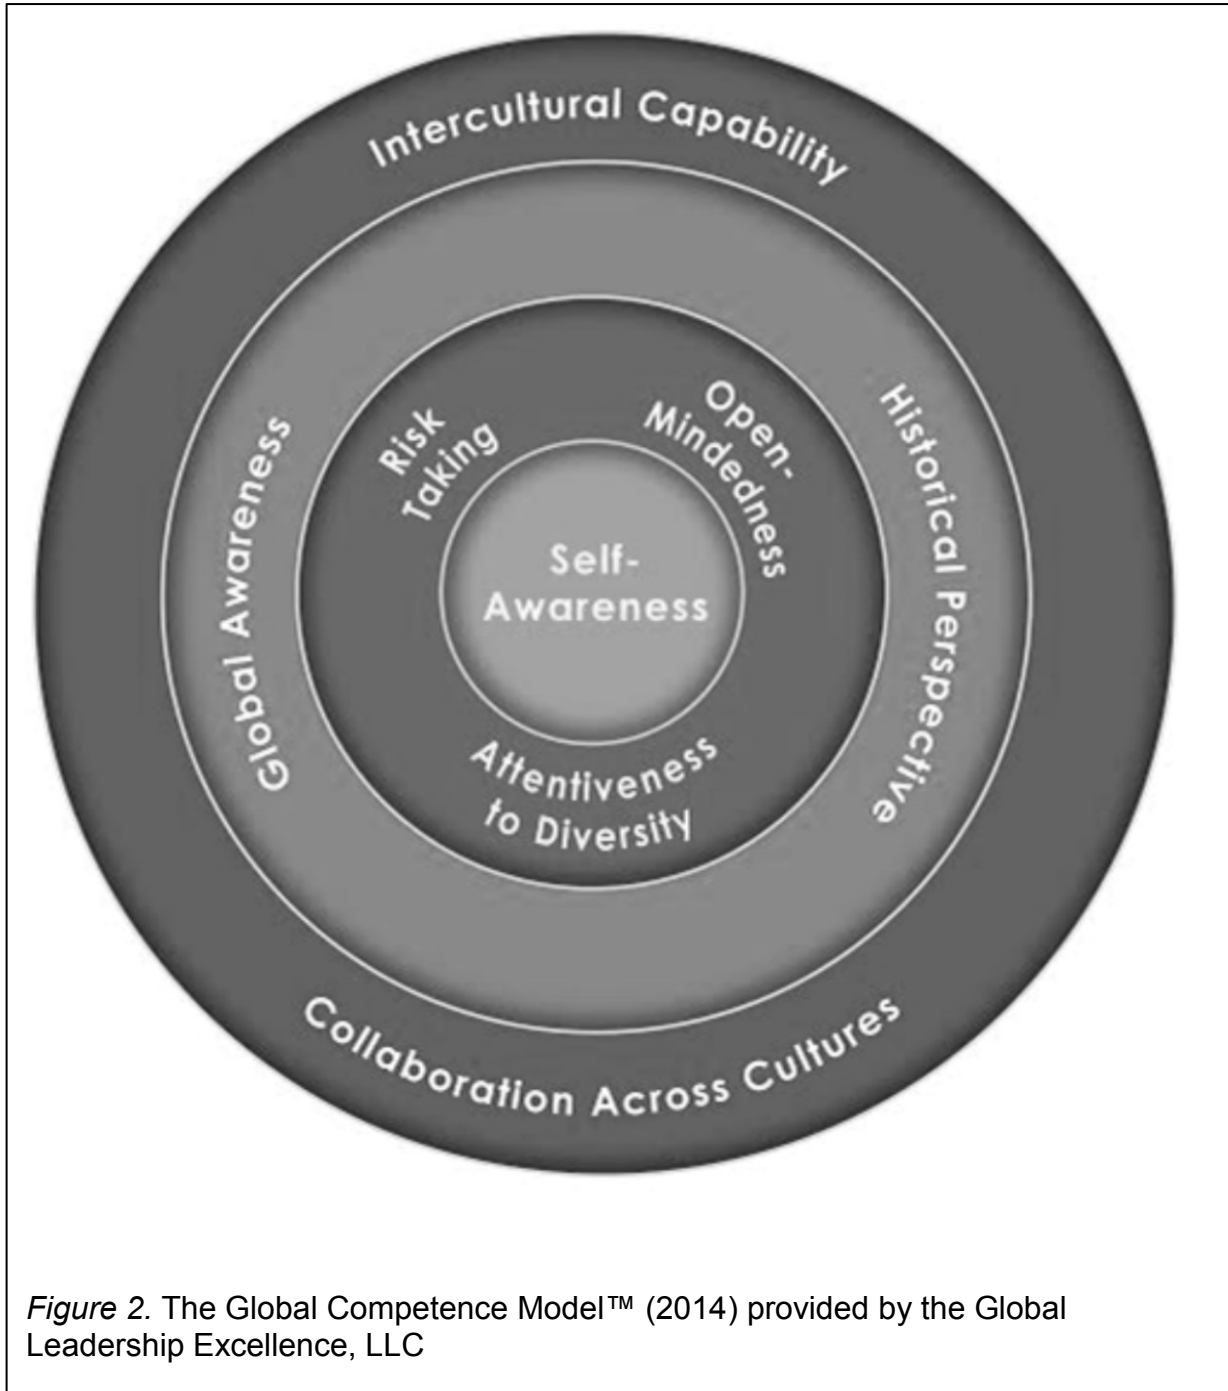 Intercultural Capability
Global Awareness
Historical Perspective
Risk
Taking
Open-
Mindedness
Self-
Awareness
Attentiveness
to Diversity
Collaboration Across Cultures
Figure 2. The Global Competence Model™ (2014) provided by the Global
Leadership Excellence, LLC